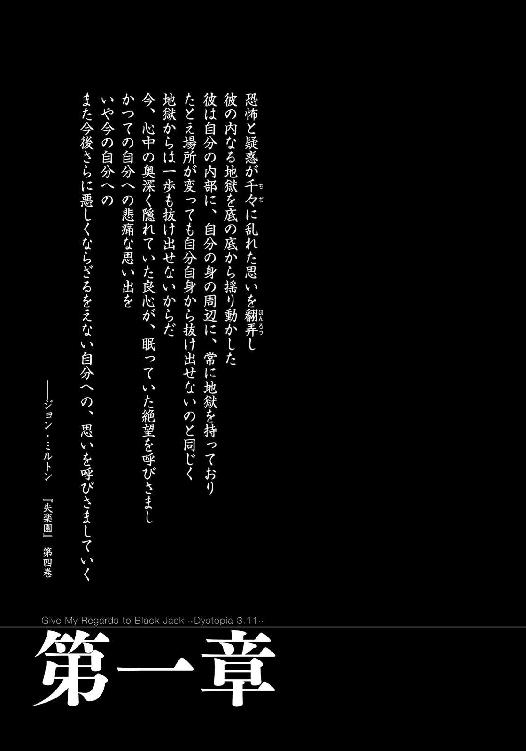 恐怖と疑惑が千々に乱れた思いを翻弄し
彼の内なる地獄を底の底から揺り動かした
彼は自分の内部に、自分の身の周辺に、常に地獄を持っており
たとえ場所が変っても自分自身から抜け出せないのと同じく
地獄からは一歩も抜け出せないからだ
今、心中の奥深く隠れていた良心が、眠っていた絶望を呼びさまし
かつての自分への悲痛な思い出を
いや今の自分への
また今後さらに悪しくならざるをえない自分への、思いを呼びさましていく
――ジョン・ミルトン 『失楽園』 第四巻
Give My Regards to Black Jack --Dystopia 3.11--
第一章